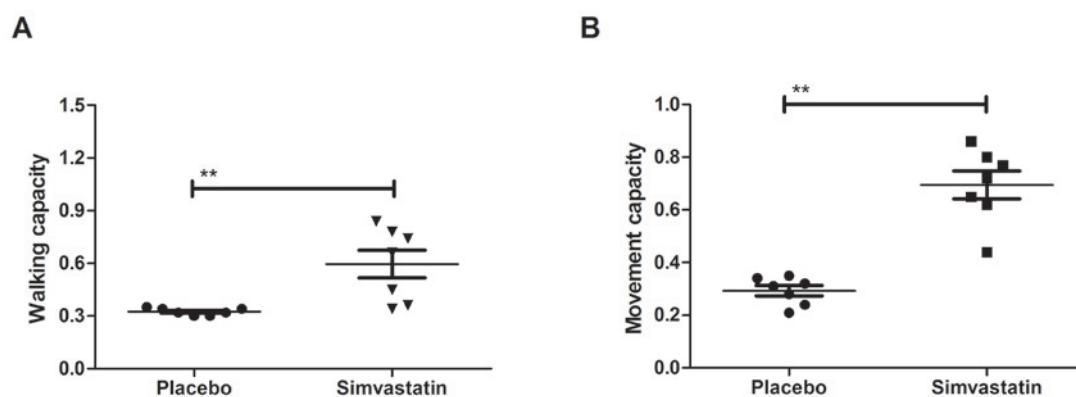 A
Walking capacity
1.5
1.2
0.9
0.6
0.3
0.0
**
Placebo Simvastatin
B
Movement capacity
1.0
0.8
0.6
0.4
0.2
0.0
**
Placebo Simvastatin